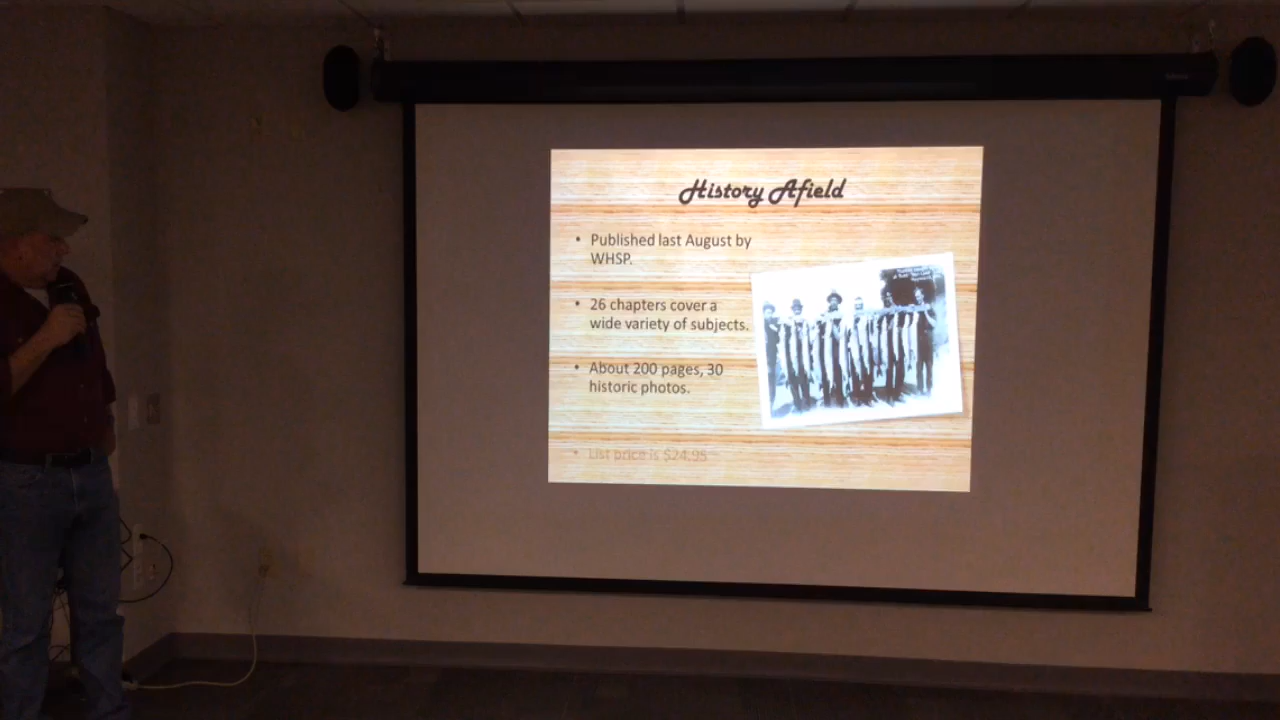 History Afield
• Published last August by
WHSP.
• 26 chapters cover a
wide variety of subjects.
• About 200 pages, 30
historic photos.
• List price is $24.95